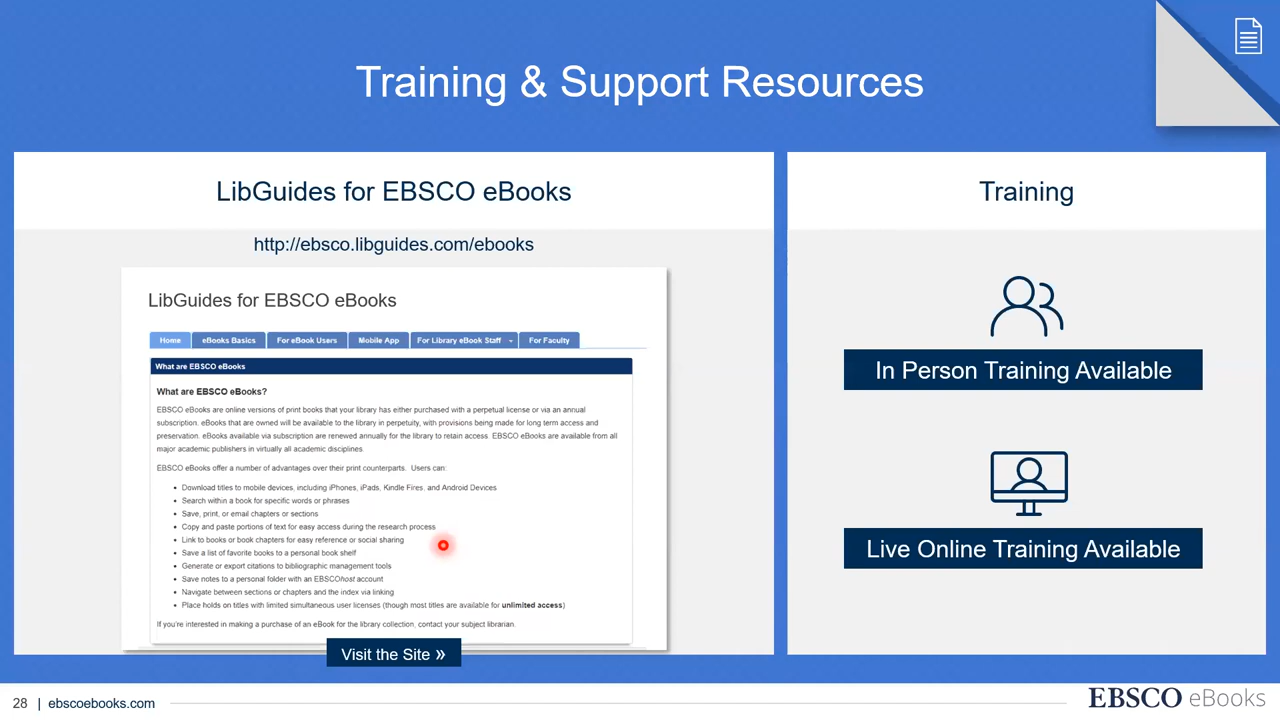 Training & Support Resources
LibGuides for EBSCO eBooks
http://ebsco.libguides.com/ebooks
LibGuides for EBSCO eBooks
Home eBooks Basics For eBook Users Mobile App For Library eBook Staff For Faculty
What are EBSCO eBooks
What are EBSCO eBooks?
EBSCO eBooks are online versions of print books that your library has either purchased with a perpetual license or via an annual
subscription. eBooks that are owned will be available to the library in perpetuity, with provisions being made for long term access and
preservation. eBooks available via subscription are renewed annually for the library to retain access. EBSCO eBooks are available from all
major academic publishers in virtually all academic disciplines.
EBSCO eBooks offer a number of advantages over their print counterparts. Users can:
• Download titles to mobile devices, including iPhones, iPads, Kindle Fires, and Android Devices
• Search within a book for specific words or phrases
• Save, print, or email chapters or sections
• Copy and paste portions of text for easy access during the research process
• Link to books or book chapters for easy reference or social sharing
• Save a list of favorite books to a personal book shelf
• Generate or export citations to bibliographic management tools
• Save notes to a personal folder with an EBSCOhost account
• Navigate between sections or chapters and the index via linking
• Place holds on titles with limited simultaneous user licenses (though most titles are available for unlimited access)
If you're interested in making a purchase of an eBook for the library collection, contact your subject librarian.
Visit the Site »
Training
In Person Training Available
Live Online Training Available
28 | ebscoebooks.com
EBSCO eBooks